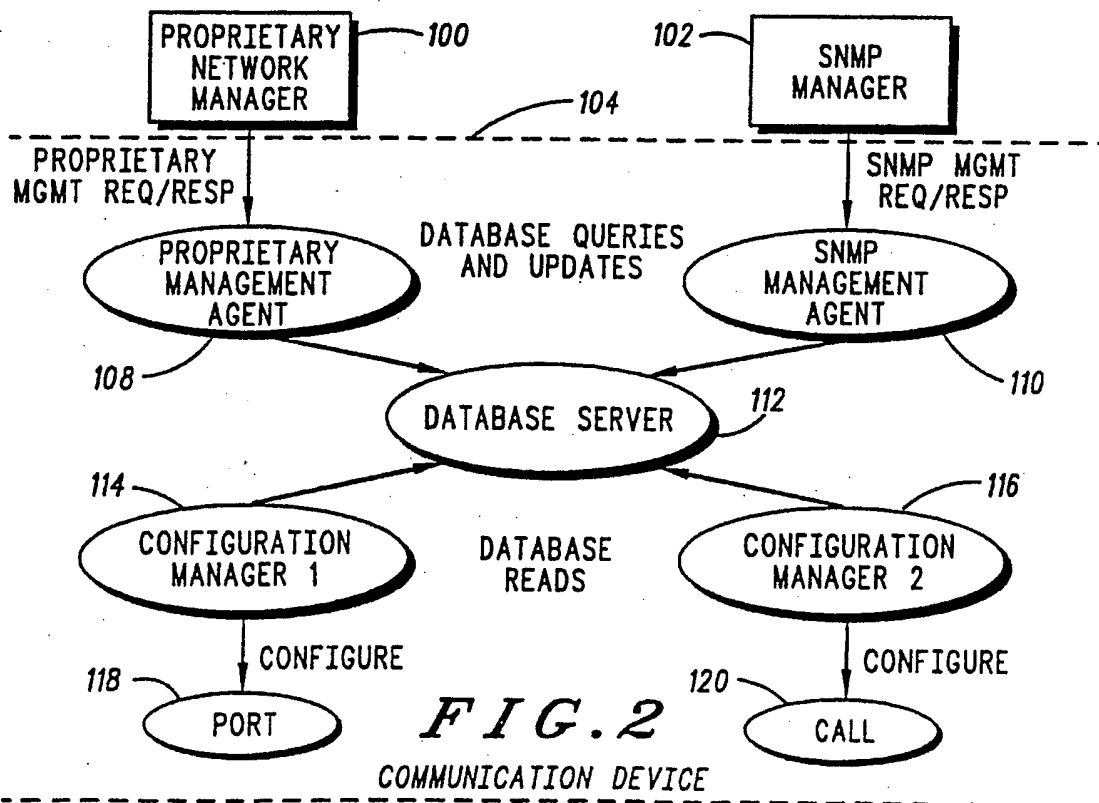 PROPRIETARY
NETWORK
MANAGER
100
102
SNMP
MANAGER
104
PROPRIETARY
MGMT REQ/RESP
SNMP MGMT
REQ/RESP
PROPRIETARY
MANAGEMENT
AGENT
108
DATABASE QUERIES
AND UPDATES
SNMP
MANAGEMENT
AGENT
110
DATABASE SERVER
112
114
CONFIGURATION
MANAGER 1
DATABASE
READS
116
CONFIGURATION
MANAGER 2
CONFIGURE
CONFIGURE
118
PORT
120
CALL
FIG.2
COMMUNICATION DEVICE